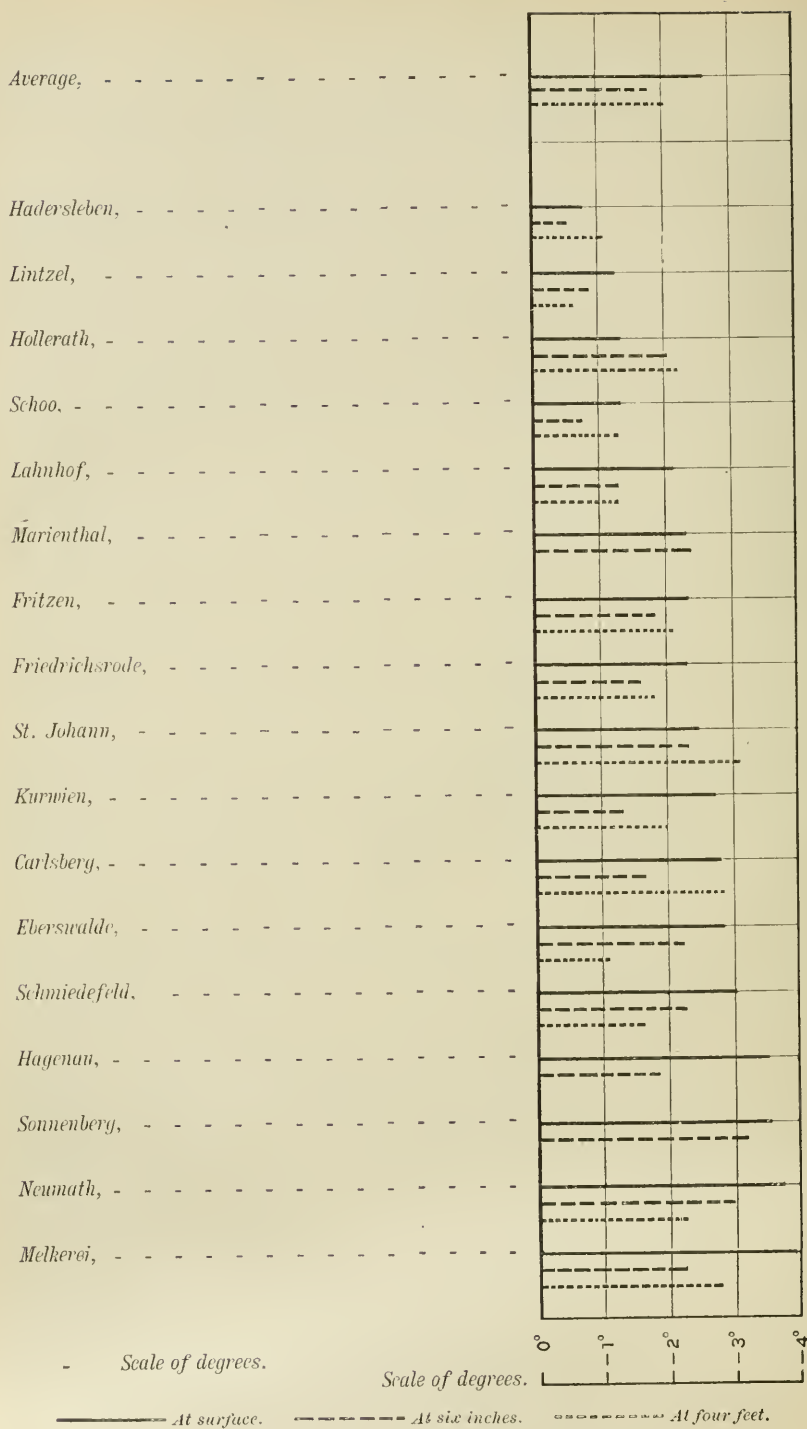 Average,
Hadersleben,
Lintzel,
Hollerath,
Schoo,
Lahnhof,
Marienthal,
Fritzen,
Friedrichsrode,
St. Johann,
Kurwien,
Carlsberg,
Eberswalde,
Schmiedefeld,
Hagenau,
Sonnenberg,
Neumath,
Melkerei,
0° –1° –2° –3° –4°
Scale of degrees.
Scale of degrees.
At surface. At six inches. At four feet.